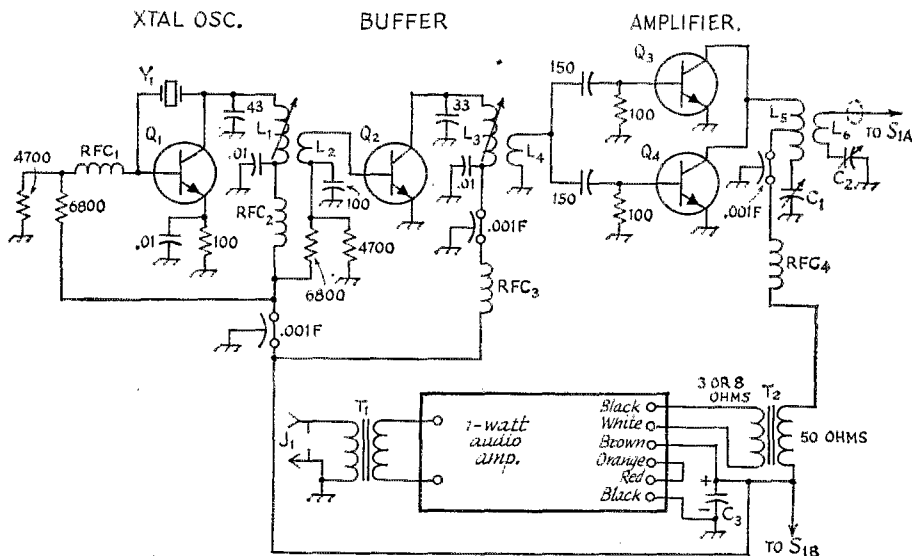 XTAL OSC. BUFFER AMPLIFIER.
Y1
43
L1
Q1
.01
4700
RFC1
6800
.01
100
RFC2
L2
Q2
100
6800
4700
.001F
33
L3
.01
.001F
RFC3
L4
150
150
100
100
Q3
Q4
L5
L6
TO S1A
C2
C1
.001F
RFC4
J1
T1
1-watt
audio
amp.
Black
White
Brown
Orange
Red
Black
3 OR 8
OHMS
T2
50 OHMS
+
−
C3
TO S1B